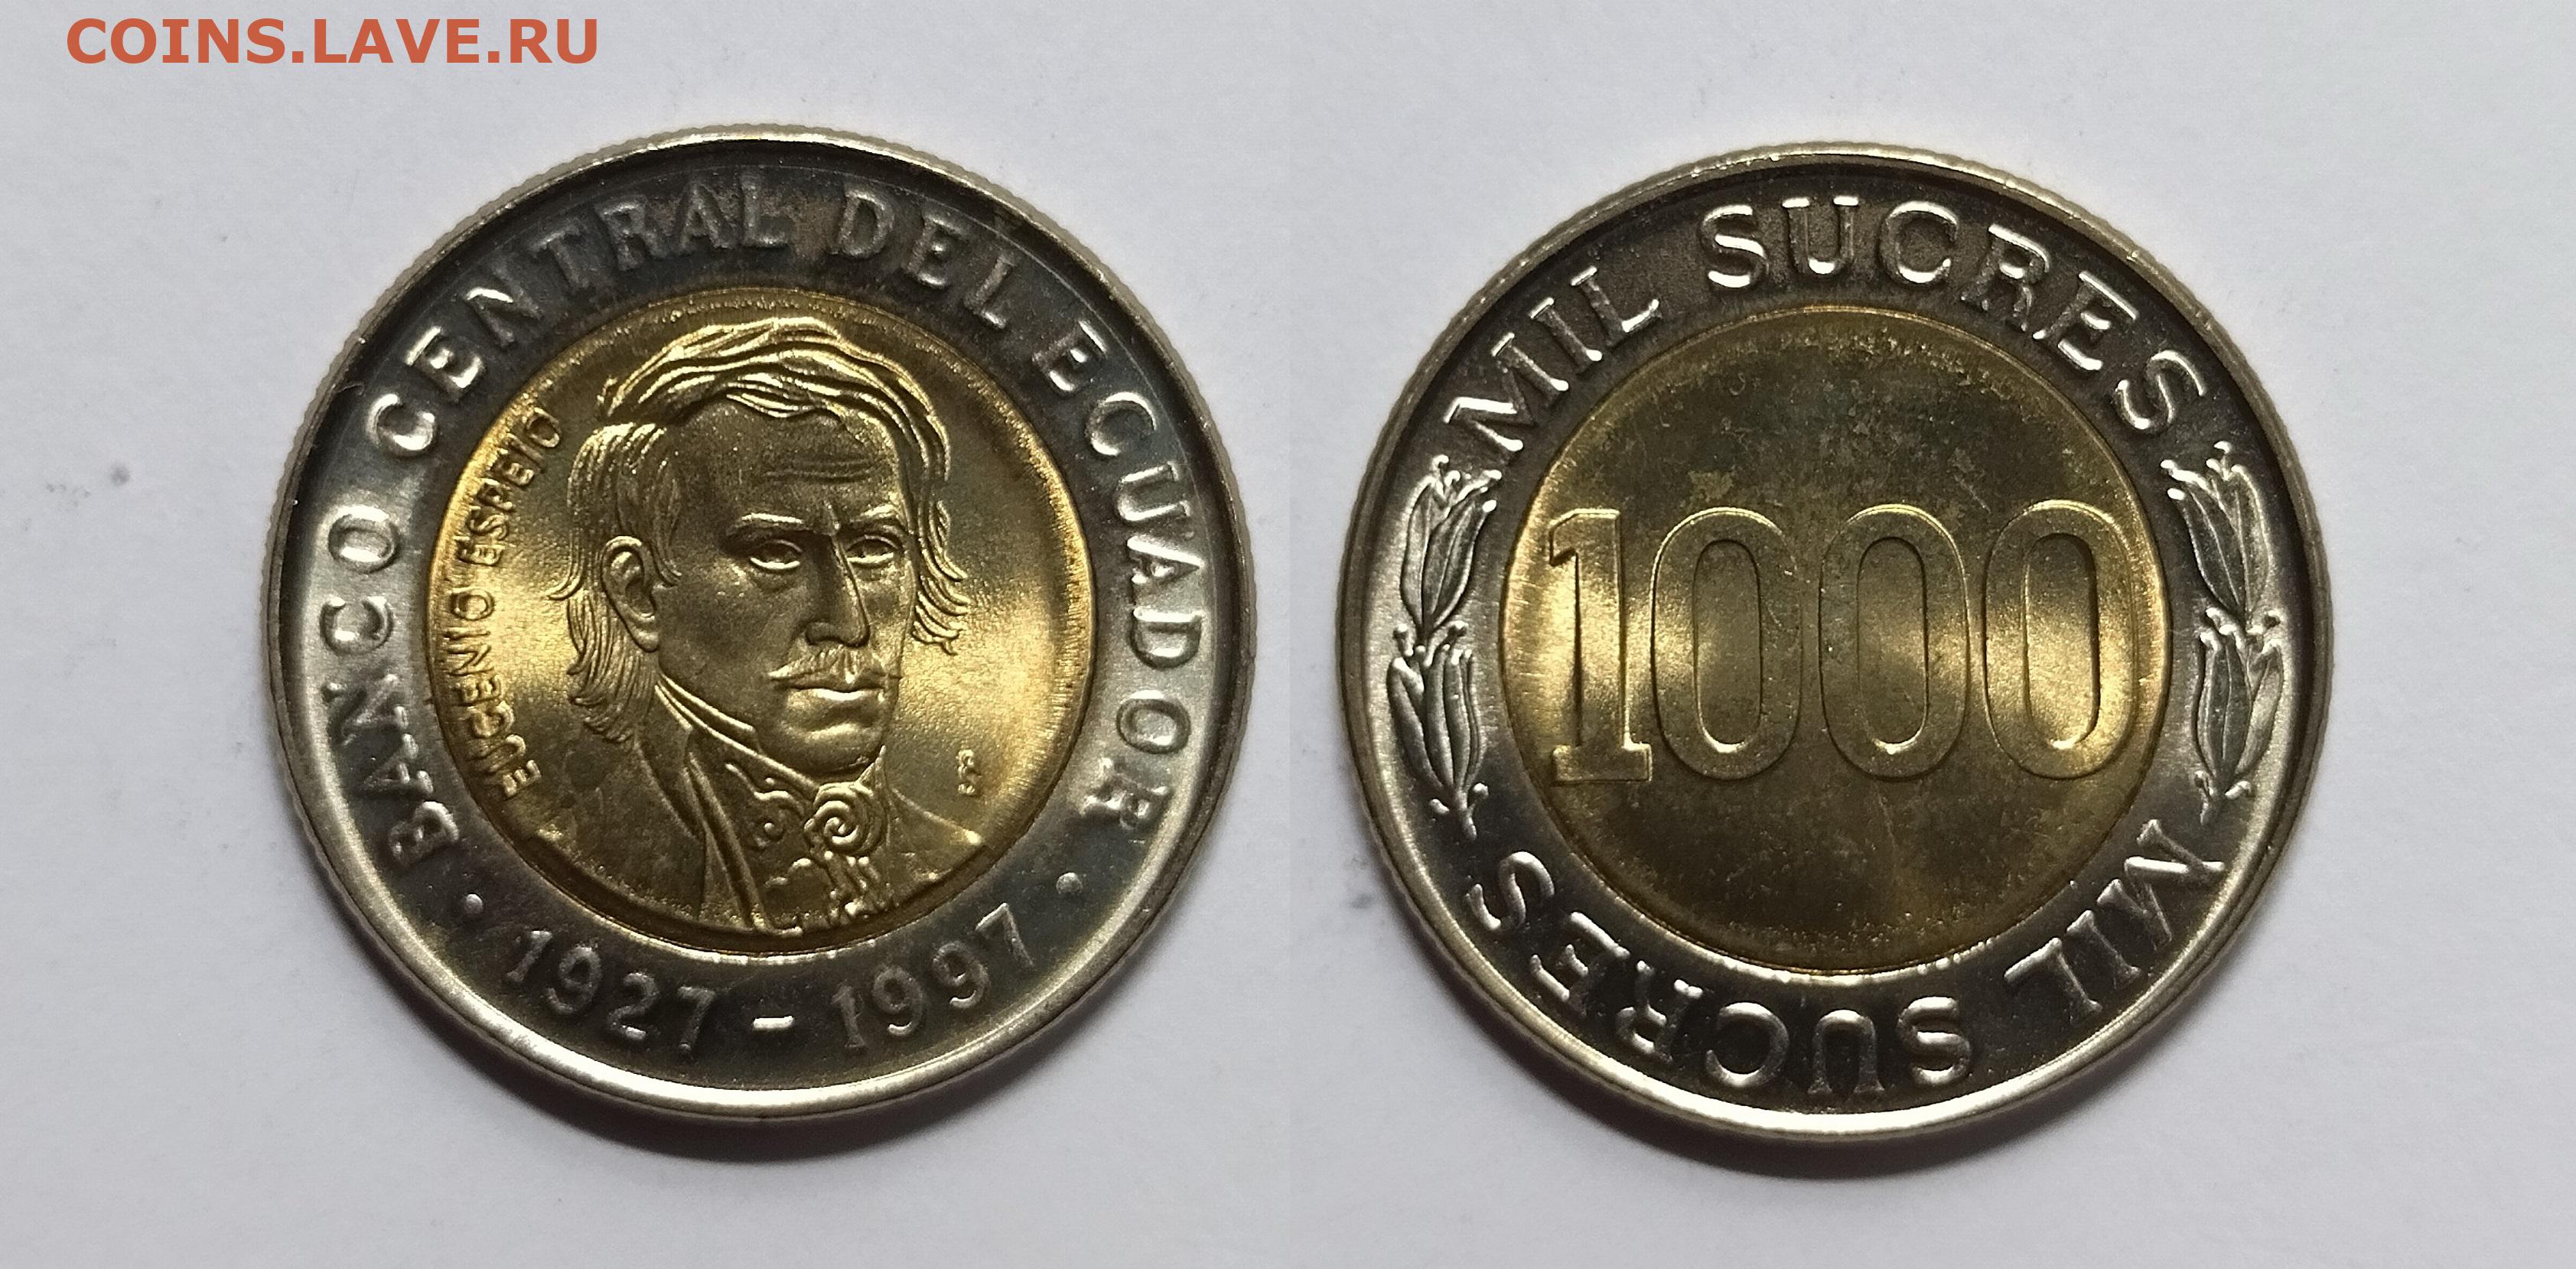 COINS.LAVE.RU
BANCO CENTRAL DEL ECUADOR
EUGENIO ESPEJO
· 1927 - 1997 ·
MIL SUCRES
1000
MIL SUCRES